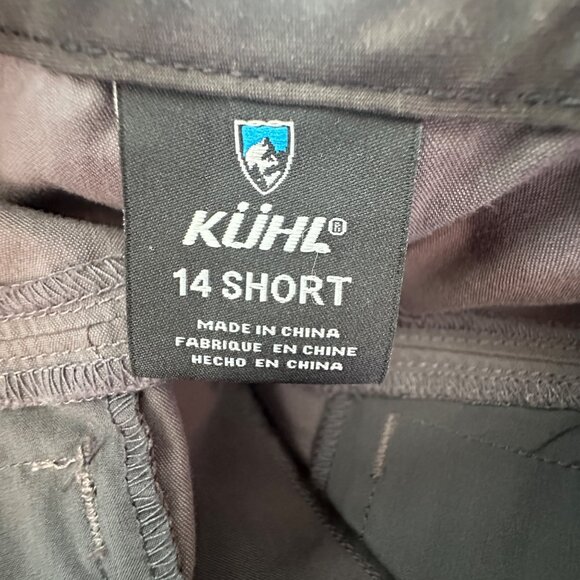 KÜHL®
14 SHORT
MADE IN CHINA
FABRIQUE EN CHINE
HECHO EN CHINA